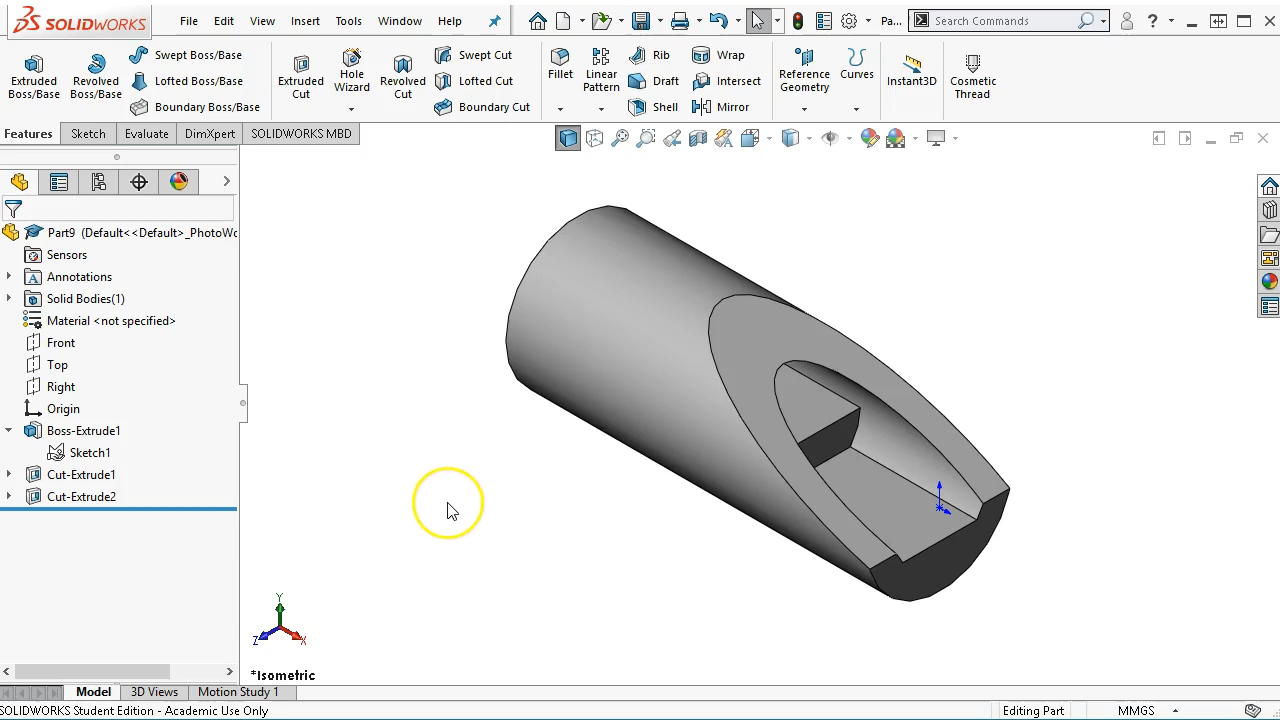 SOLIDWORKS File Edit View Insert Tools Window Help Pa... Search Commands ?
Extruded Boss/Base
Revolved Boss/Base
Swept Boss/Base
Lofted Boss/Base
Boundary Boss/Base
Extruded Cut
Hole Wizard
Revolved Cut
Swept Cut
Lofted Cut
Boundary Cut
Fillet
Linear Pattern
Rib
Draft
Shell
Wrap
Intersect
Mirror
Reference Geometry
Curves
Instant3D
Cosmetic Thread
Features Sketch Evaluate DimXpert SOLIDWORKS MBD
Part9 (Default<<Default>_PhotoWo
Sensors
Annotations
Solid Bodies(1)
Material <not specified>
Front
Top
Right
Origin
Boss-Extrude1
Sketch1
Cut-Extrude1
Cut-Extrude2
Y
Z X
*Isometric
Model 3D Views Motion Study 1
SOLIDWORKS Student Edition - Academic Use Only Editing Part MMGS